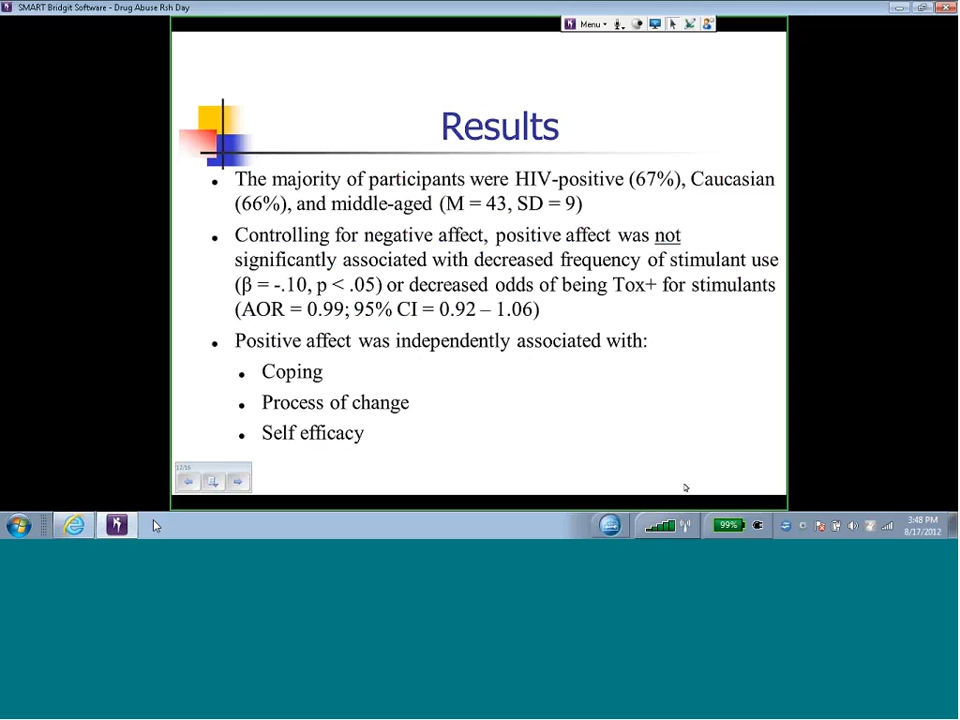 SMART Bridgit Software - Drug Abuse Rsh Day
Menu
Results
The majority of participants were HIV-positive (67%), Caucasian
(66%), and middle-aged (M = 43, SD = 9)
Controlling for negative affect, positive affect was not
significantly associated with decreased frequency of stimulant use
(β = -.10, p < .05) or decreased odds of being Tox+ for stimulants
(AOR = 0.99; 95% CI = 0.92 – 1.06)
Positive affect was independently associated with:
Coping
Process of change
Self efficacy
12/16
99%
3:48 PM
8/17/2012